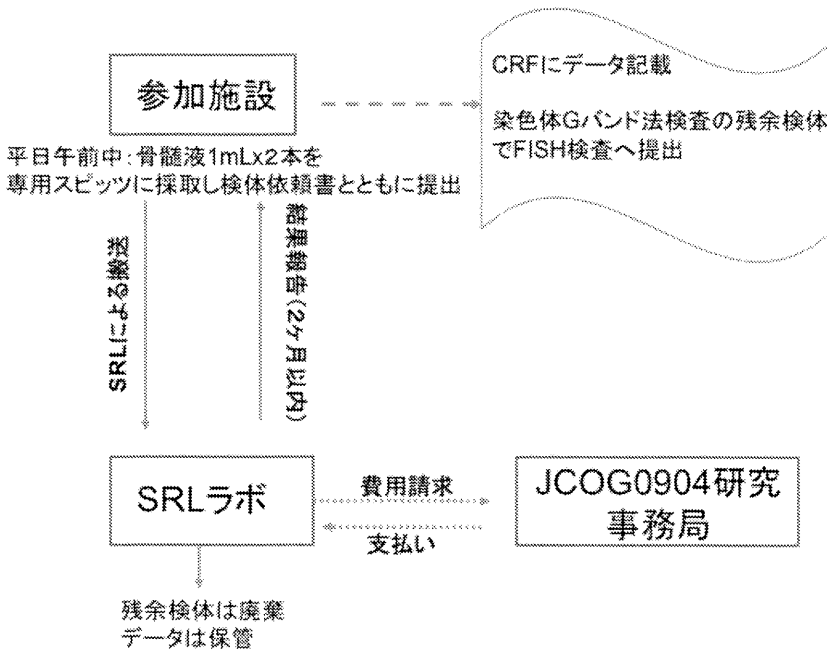 参加施設
CRFにデータ記載
染色体Gバンド法検査の残余検体
でFISH検査へ提出
平日午前中:骨髄液1mLx2本を
専用スピッツに採取し検体依頼書とともに提出
SRLによる搬送
結果報告(2ヶ月以内)
SRLラボ
費用請求
支払い
JCOG0904研究
事務局
残余検体は廃棄
データは保管